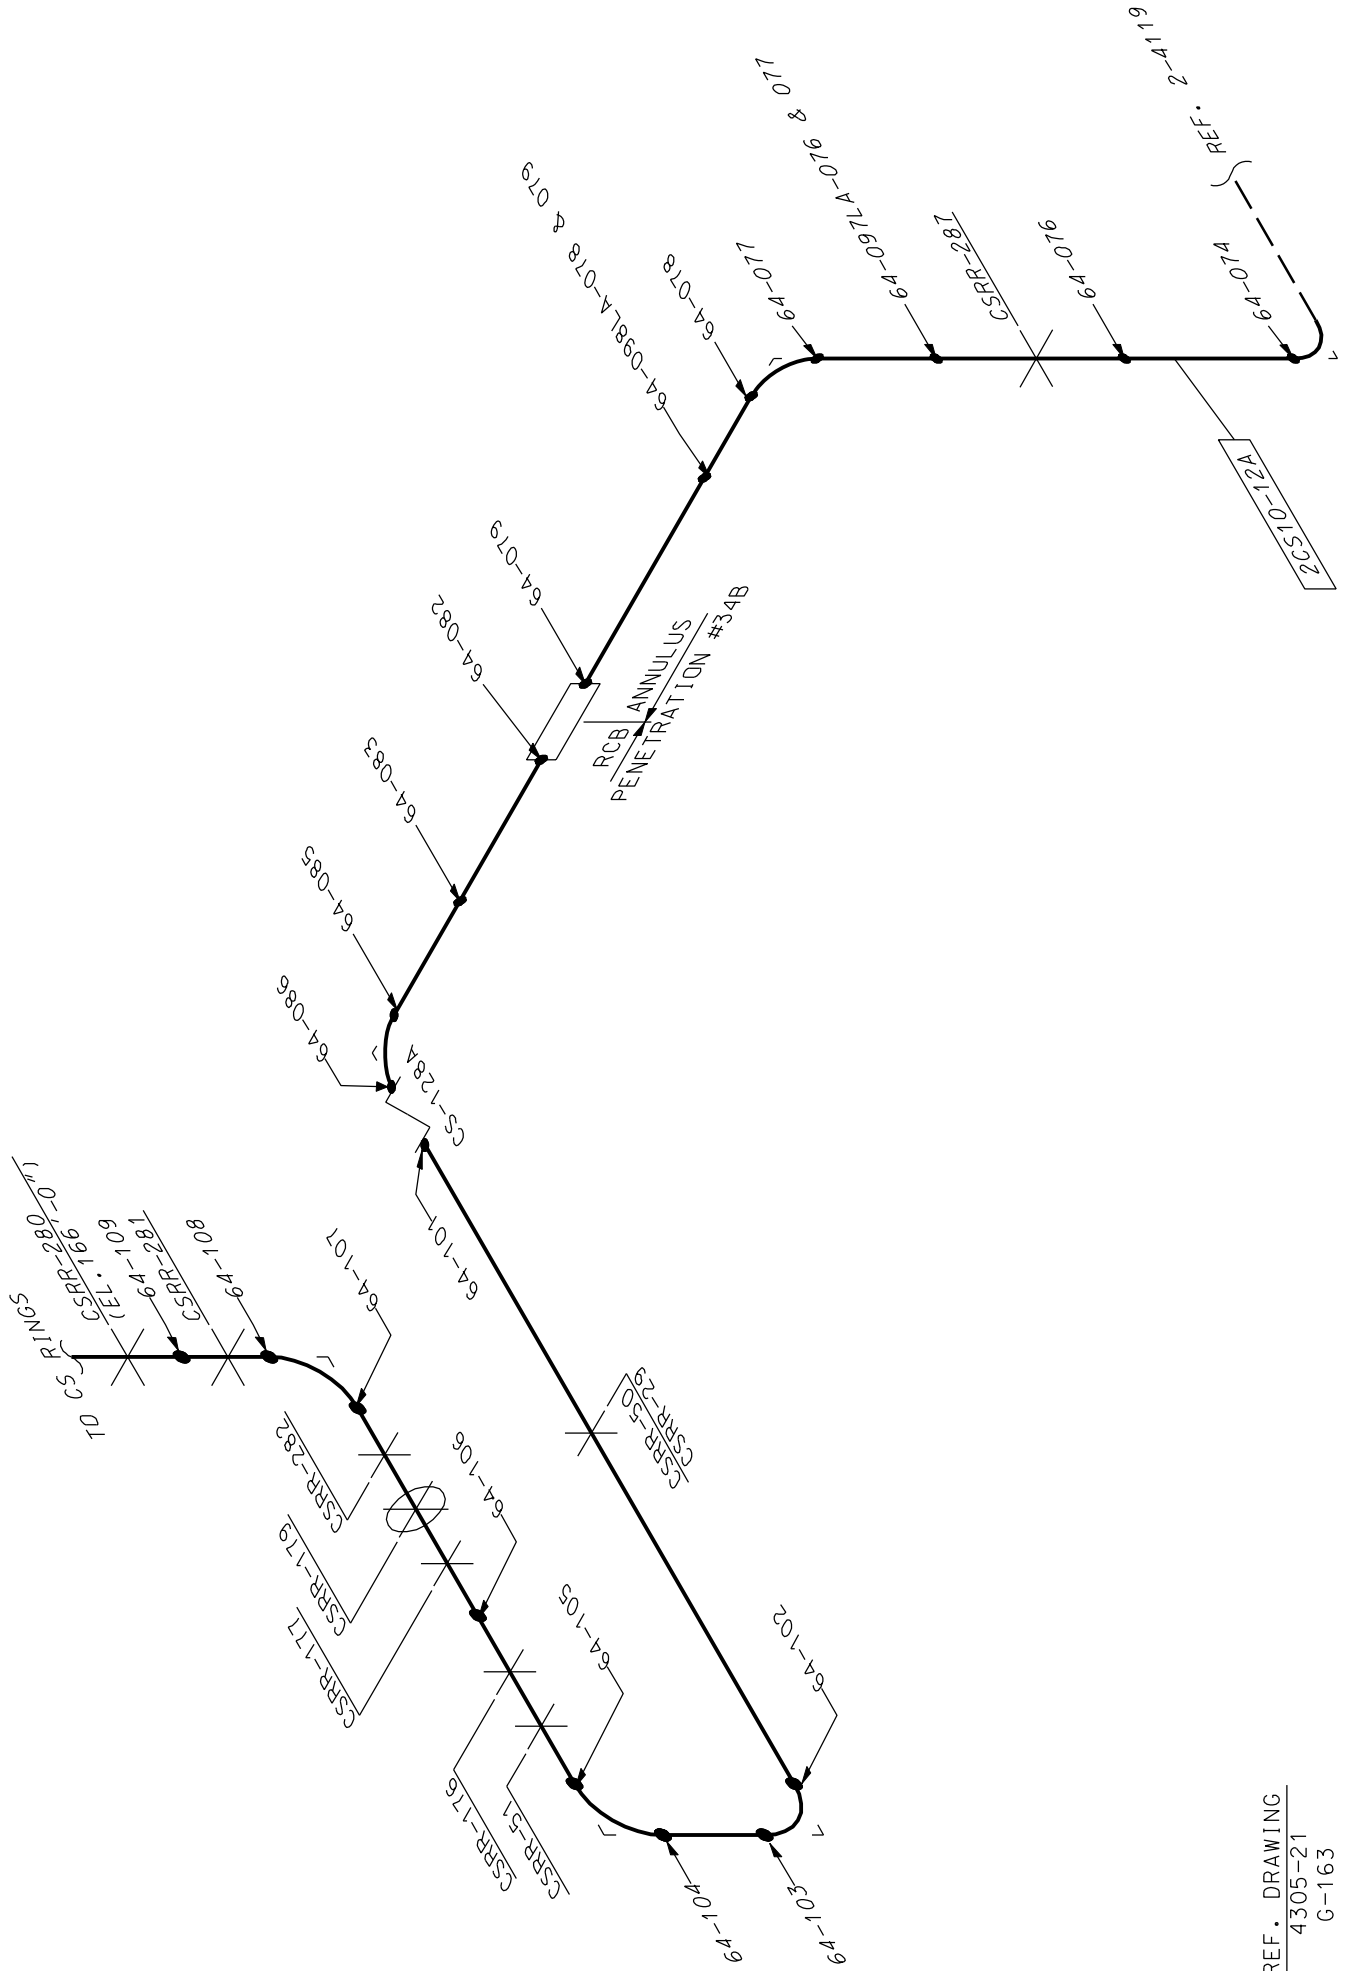 TO CS RINGS
CSRR-280
(EL. 166'-0")
64-109
CSRR-281
64-108
64-107
CSRR-282
CSRR-179
CSRR-177
64-106
CSRR-176
CSRR-51
64-105
64-104
64-103
64-102
CSRR-50
CSRR-29
64-101
CS-128A
64-086
64-085
64-083
64-082
64-079
RCB ANNULUS
PENETRATION #34B
64-098LA-078 & 079
64-078
64-077
64-097LA-076 & 077
CSRR-287
64-076
64-074
REF. 2-4119
2CS10-12A
REF. DRAWING
4305-21
G-163